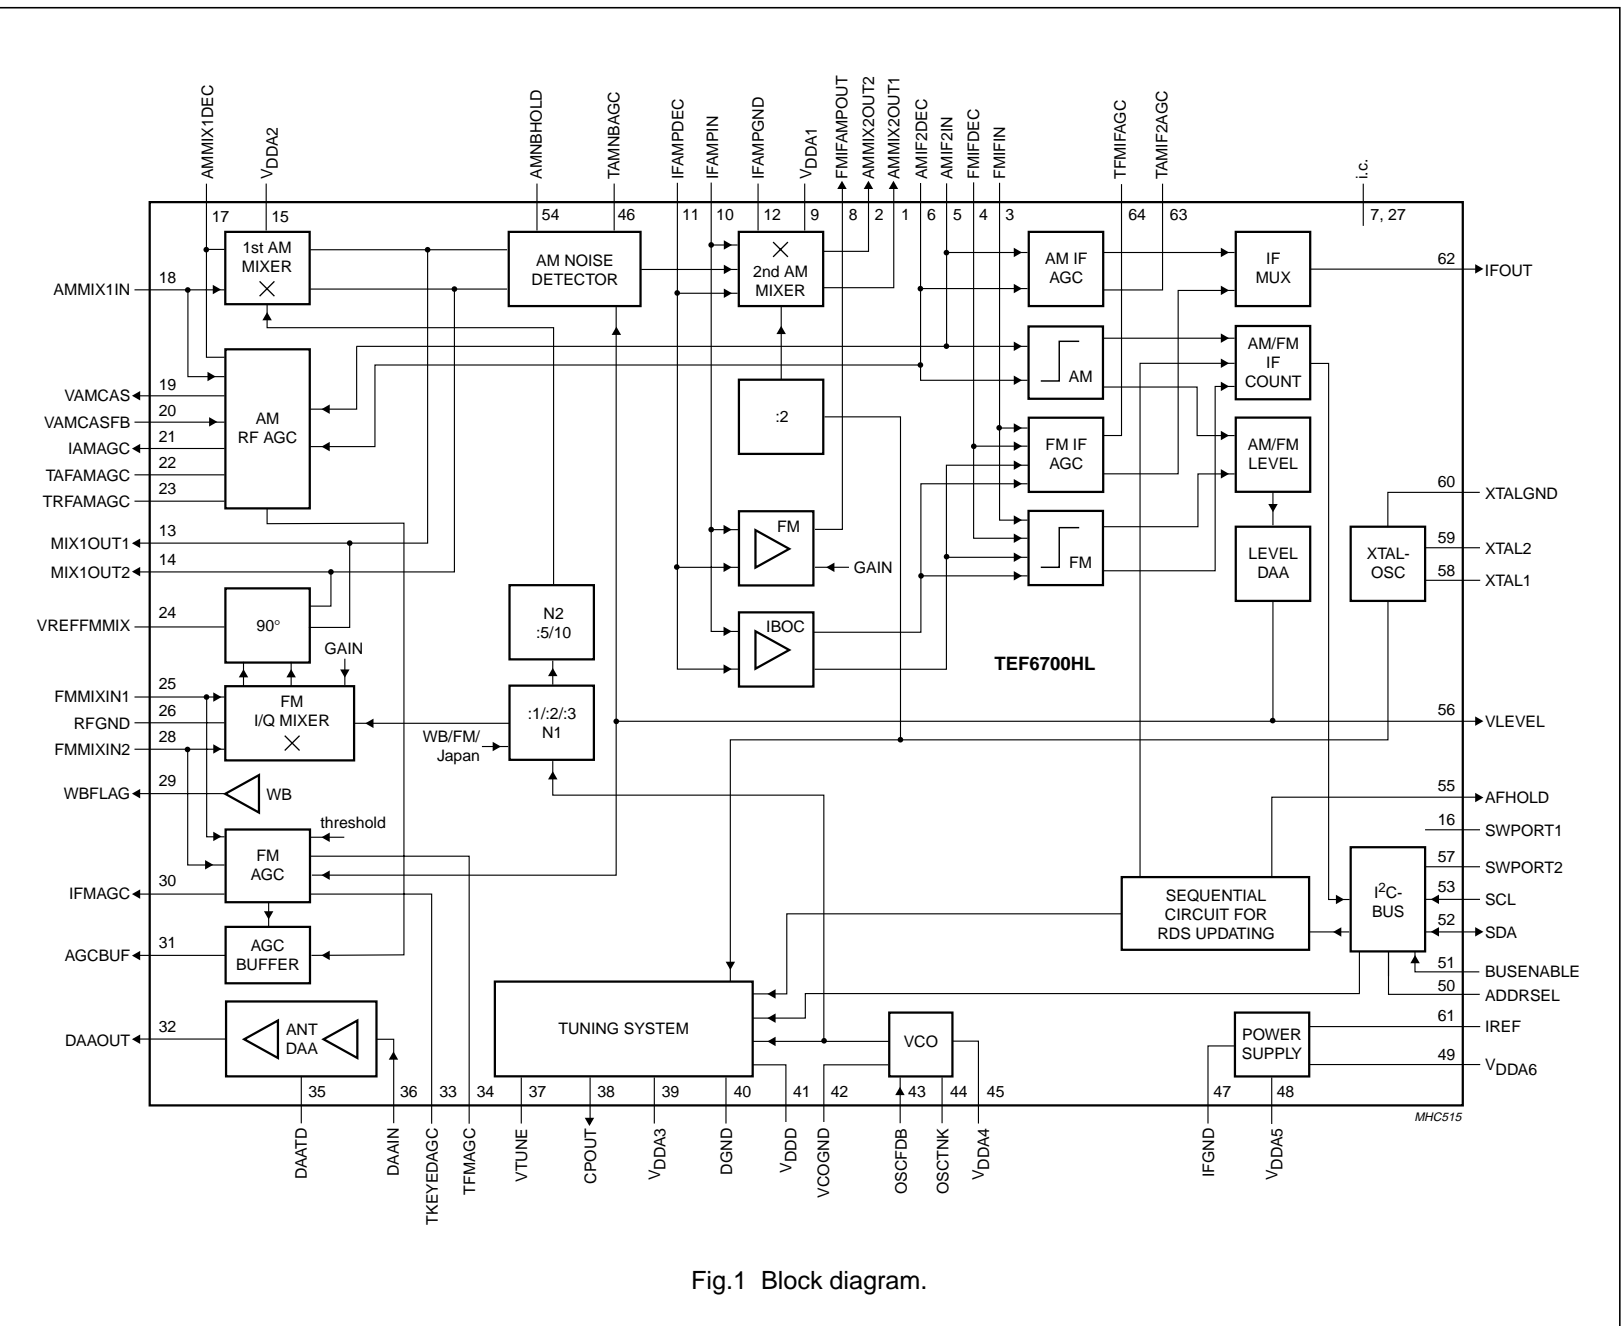 AMMIX1DEC
VDDA2
AMNBHOLD
TAMNBAGC
IFAMPDEC
IFAMPIN
IFAMPGND
VDDA1
FMIFAMPOUT
AMMIX2OUT2
AMMIX2OUT1
AMIF2DEC
AMIF2IN
FMIFDEC
FMIFIN
TFMIFAGC
TAMIF2AGC
i.c.
17
15
54
46
11
10
12
9
8
2
1
6
5
4
3
64
63
7, 27
1st AM
MIXER
AM NOISE
DETECTOR
2nd AM
MIXER
AM IF
AGC
IF
MUX
62
IFOUT
18
AMMIX1IN
AM
AM/FM
IF
COUNT
19
VAMCAS
20
VAMCASFB
21
IAMAGC
22
TAFAMAGC
23
TRFAMAGC
AM
RF AGC
:2
FM IF
AGC
AM/FM
LEVEL
60
XTALGND
13
MIX1OUT1
14
MIX1OUT2
FM
GAIN
FM
LEVEL
DAA
XTAL-
OSC
59
XTAL2
58
XTAL1
24
VREFFMMIX
90°
GAIN
N2
:5/10
IBOC
TEF6700HL
25
FMMIXIN1
26
RFGND
28
FMMIXIN2
FM
I/Q MIXER
:1/:2/:3
N1
WB/FM/
Japan
56
VLEVEL
29
WBFLAG
WB
55
AFHOLD
16
SWPORT1
threshold
FM
AGC
30
IFMAGC
57
SWPORT2
53
SCL
52
SDA
51
BUSENABLE
50
ADDRSEL
I2C-
BUS
SEQUENTIAL
CIRCUIT FOR
RDS UPDATING
31
AGCBUF
AGC
BUFFER
32
DAAOUT
ANT
DAA
TUNING SYSTEM
VCO
POWER
SUPPLY
61
IREF
49
VDDA6
35
36
33
34
37
38
39
40
41
42
43
44
45
47
48
MHC515
DAATD
DAAIN
TKEYEDAGC
TFMAGC
VTUNE
CPOUT
VDDA3
DGND
VDDD
VCOGND
OSCFDB
OSCTNK
VDDA4
IFGND
VDDA5
Fig.1 Block diagram.